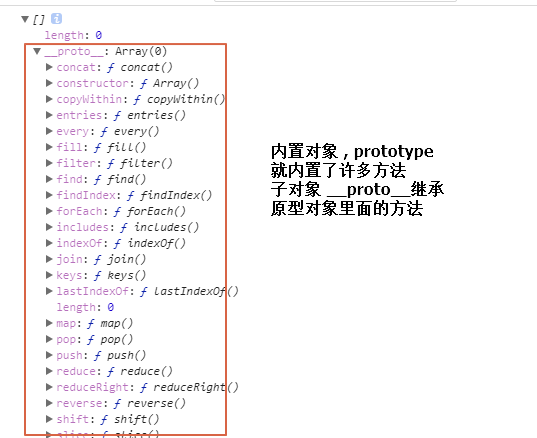 ▼ [] i
length: 0
▼ __proto__: Array(0)
▶ concat: ƒ concat()
▶ constructor: ƒ Array()
▶ copyWithin: ƒ copyWithin()
▶ entries: ƒ entries()
▶ every: ƒ every()
▶ fill: ƒ fill()
▶ filter: ƒ filter()
▶ find: ƒ find()
▶ findIndex: ƒ findIndex()
▶ forEach: ƒ forEach()
▶ includes: ƒ includes()
▶ indexOf: ƒ indexOf()
▶ join: ƒ join()
▶ keys: ƒ keys()
▶ lastIndexOf: ƒ lastIndexOf()
length: 0
▶ map: ƒ map()
▶ pop: ƒ pop()
▶ push: ƒ push()
▶ reduce: ƒ reduce()
▶ reduceRight: ƒ reduceRight()
▶ reverse: ƒ reverse()
▶ shift: ƒ shift()
内置对象 , prototype
就内置了许多方法
子对象 __proto__继承
原型对象里面的方法